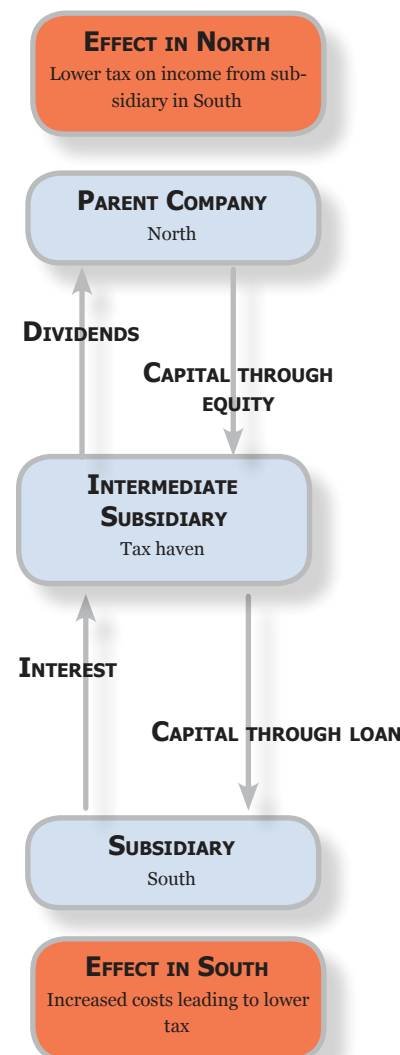 Effect in North
Lower tax on income from sub-
sidiary in South
Parent Company
North
Dividends
Capital through
equity
Intermediate
Subsidiary
Tax haven
Interest
Capital through loan
Subsidiary
South
Effect in South
Increased costs leading to lower
tax